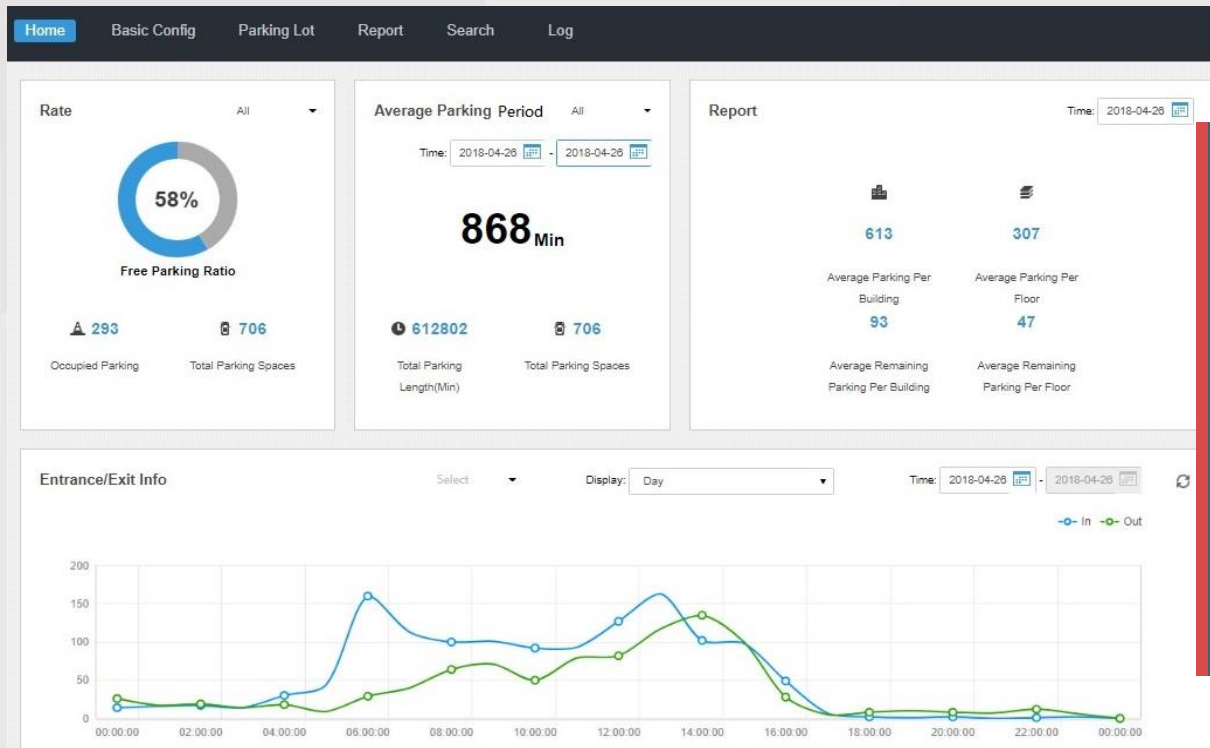 Home Basic Config Parking Lot Report Search Log
Rate All
58%
Free Parking Ratio
293 706
Occupied Parking Total Parking Spaces
Average Parking Period All
Time: 2018-04-26 - 2018-04-26
868 Min
612802 706
Total Parking Total Parking Spaces
Length(Min)
Report Time: 2018-04-26
613 307
Average Parking Per Average Parking Per
Building Floor
93 47
Average Remaining Average Remaining
Parking Per Building Parking Per Floor
Entrance/Exit Info Select Display: Day Time: 2018-04-26 - 2018-04-26
In Out
200
150
100
50
0
00:00:00 02:00:00 04:00:00 06:00:00 08:00:00 10:00:00 12:00:00 14:00:00 16:00:00 18:00:00 20:00:00 22:00:00 00:00:00